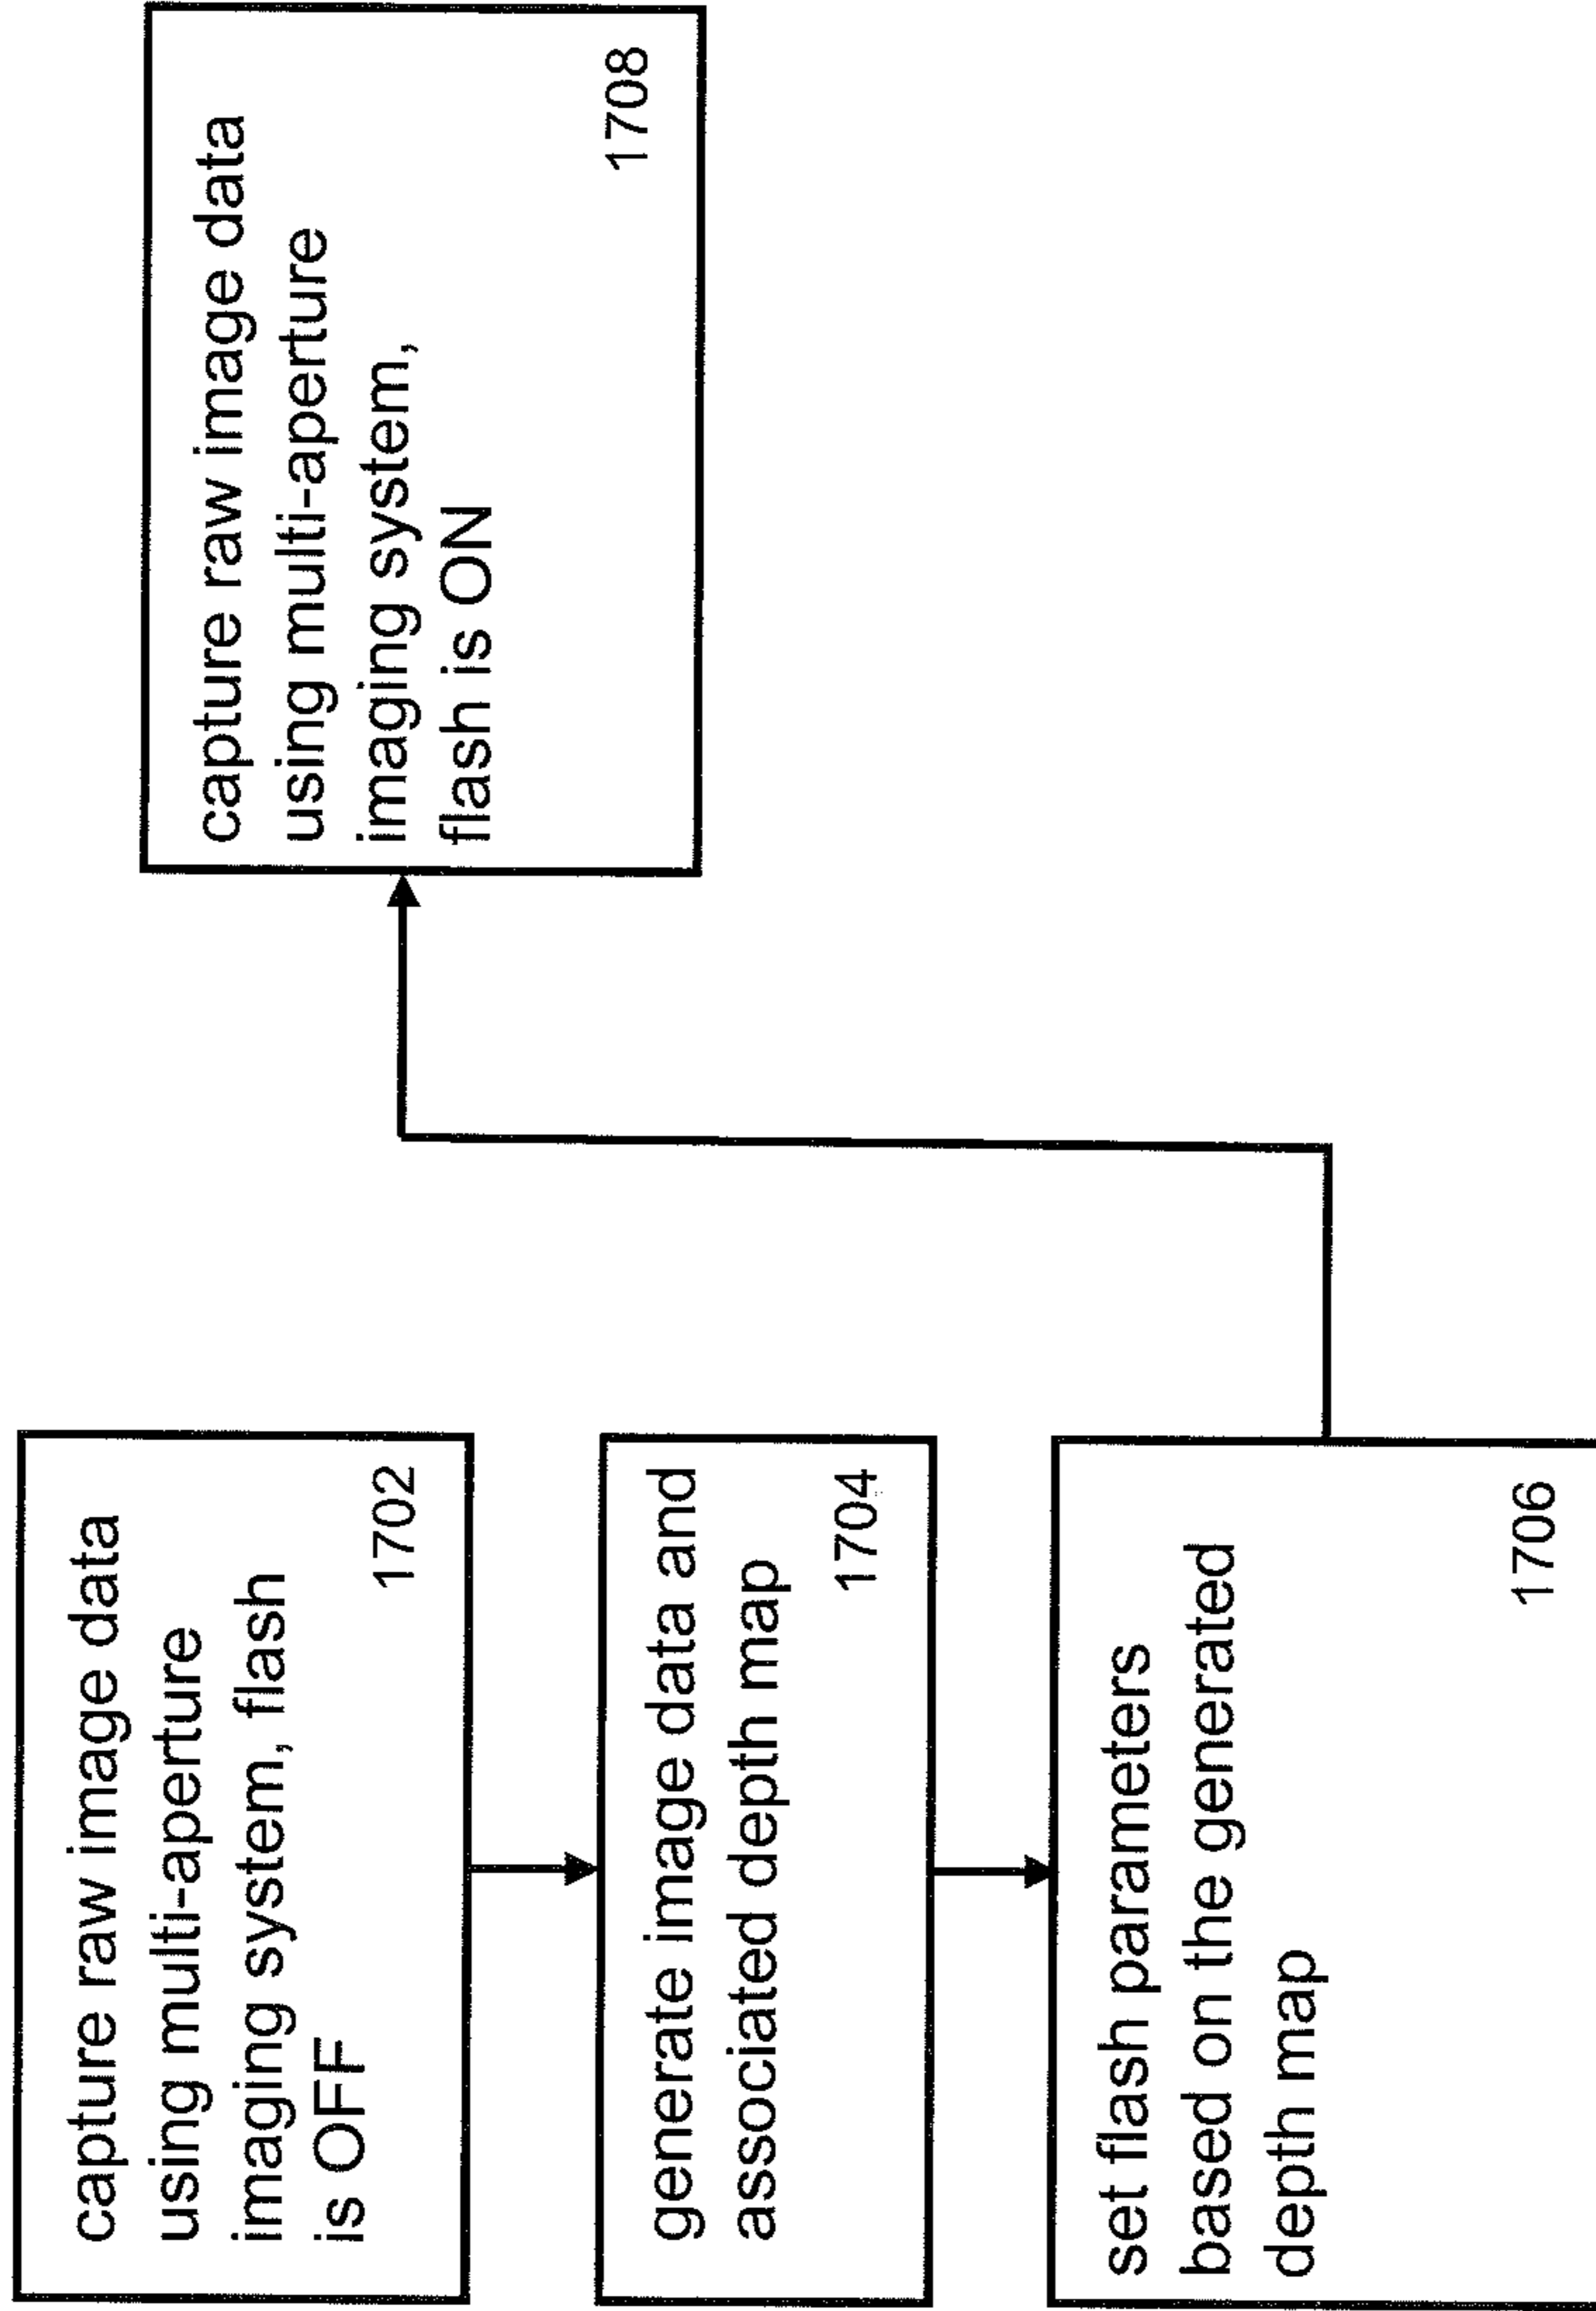 capture raw image data
using multi-aperture
imaging system, flash
is OFF
1702
generate image data and
associated depth map
1704
set flash parameters
based on the generated
depth map
1706
capture raw image data
using multi-aperture
imaging system,
flash is ON
1708